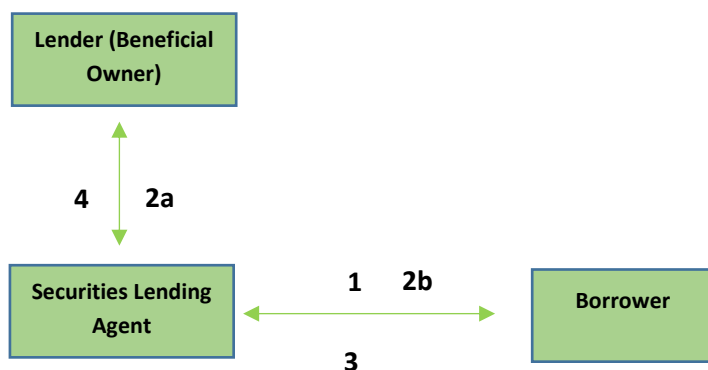 Lender (Beneficial
Owner)
4 2a
Securities Lending
Agent
1 2b
3
Borrower